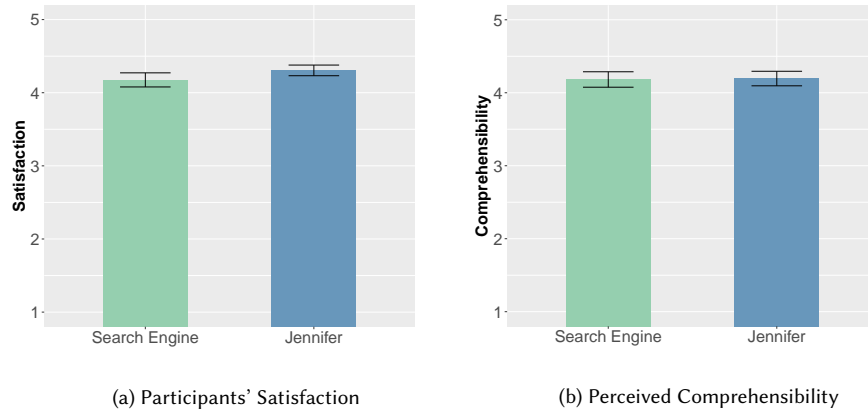 5
4
3
2
1
Satisfaction
Search Engine
Jennifer
(a) Participants’ Satisfaction
5
4
3
2
1
Comprehensibility
Search Engine
Jennifer
(b) Perceived Comprehensibility